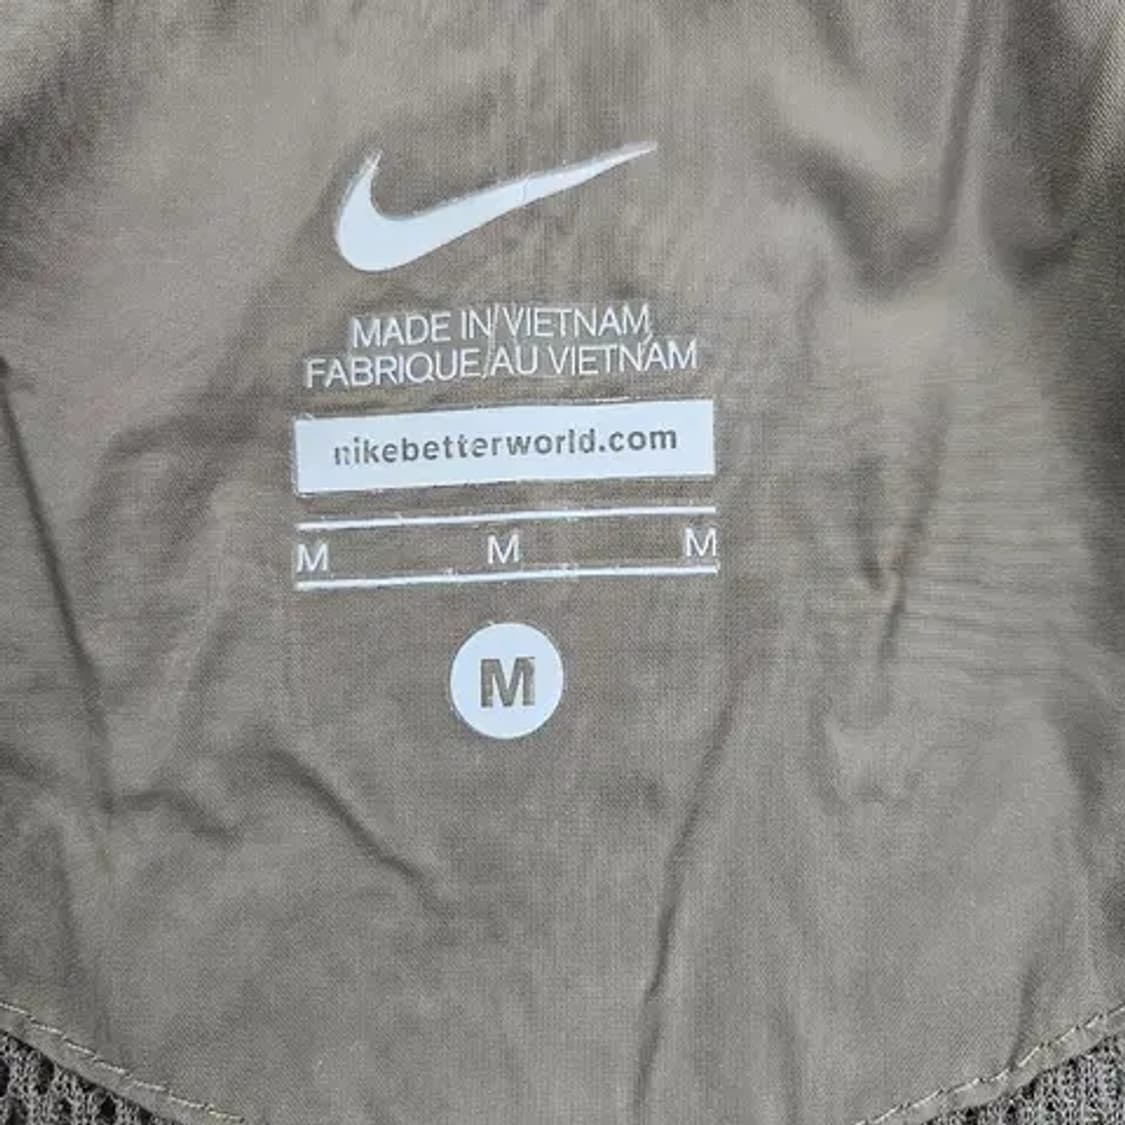 MADE IN VIETNAM
FABRIQUE AU VIETNAM
nikebetterworld.com
M M M
M